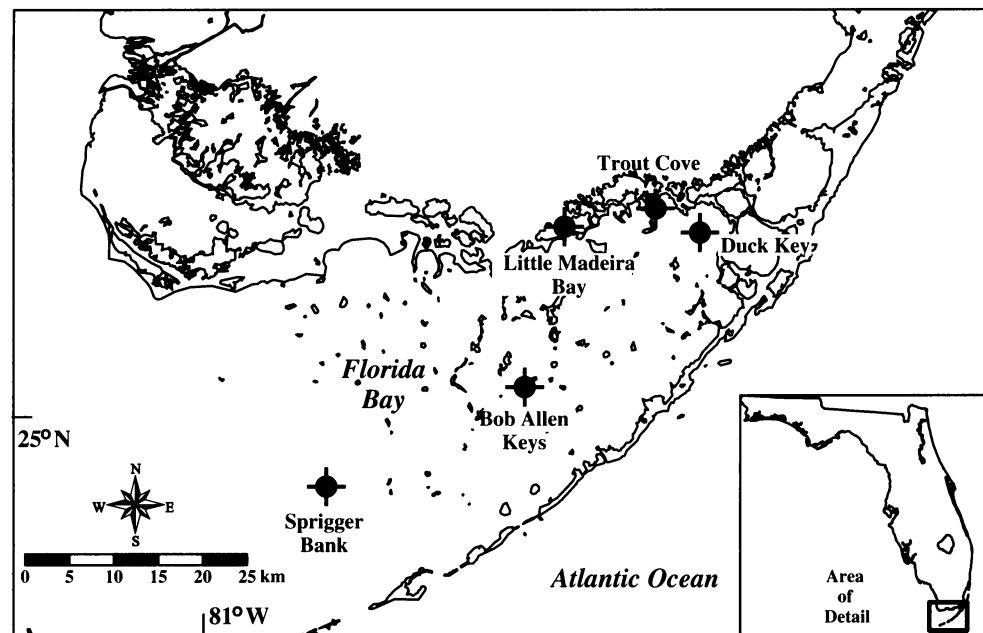 Trout Cove
Duck Key
Little Madeira
Bay
Florida
Bay
Bob Allen
Keys
25°N
N
W E
S
Sprigger
Bank
0 5 10 15 20 25 km
81°W
Atlantic Ocean
Area
of
Detail